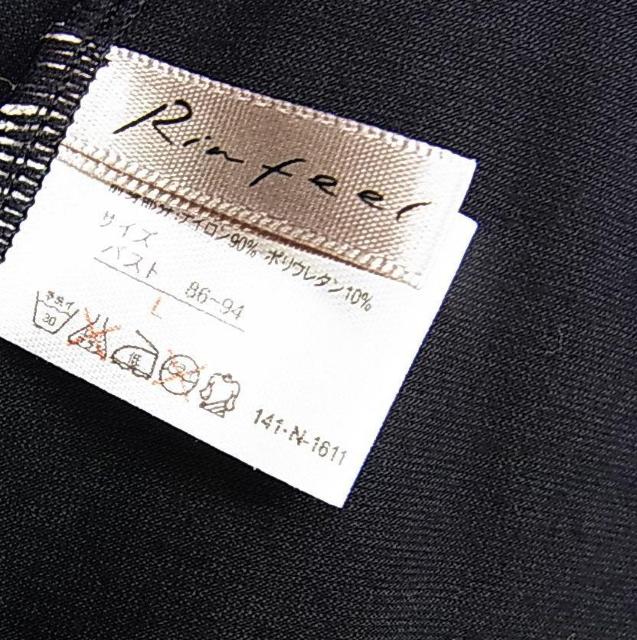 Rinfeel
ナイロン90% ポリウレタン10%
サイズ
バスト 86-94
L
手洗イ
30
低
141-N-1611